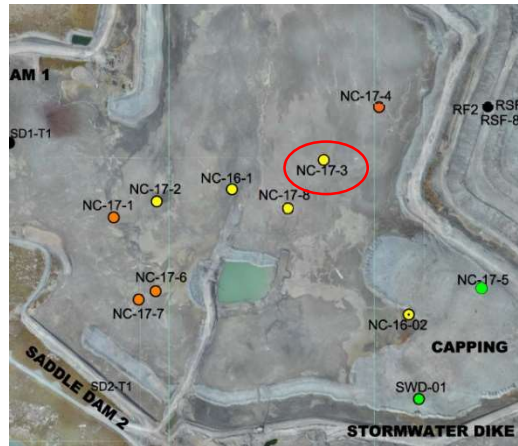 AM 1
NC-17-4
RSF
RF2
RSF-8
SD1-T1
NC-17-3
NC-16-1
NC-17-2
NC-17-8
NC-17-1
NC-17-6
NC-17-5
NC-17-7
NC-16-02
CAPPING
SADDLE DAM 2
SD2-T1
SWD-01
STORMWATER DIKE